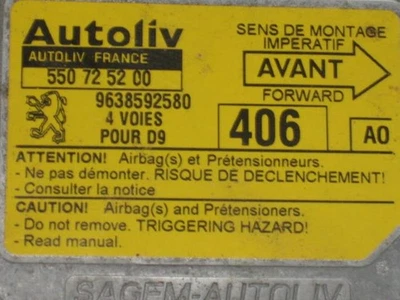 Autoliv
AUTOLIV FRANCE
550 72 52 00
9638592580
4 VOIES
POUR D9
SENS DE MONTAGE
IMPERATIF
AVANT
FORWARD
406
A0
ATTENTION! Airbag(s) et Prétensionneurs.
- Ne pas démonter. RISQUE DE DECLENCHEMENT!
- Consulter la notice
CAUTION! Airbag(s) and Pretensioners.
- Do not remove. TRIGGERING HAZARD!
- Read manual.
SAGEM-AUTOLIV